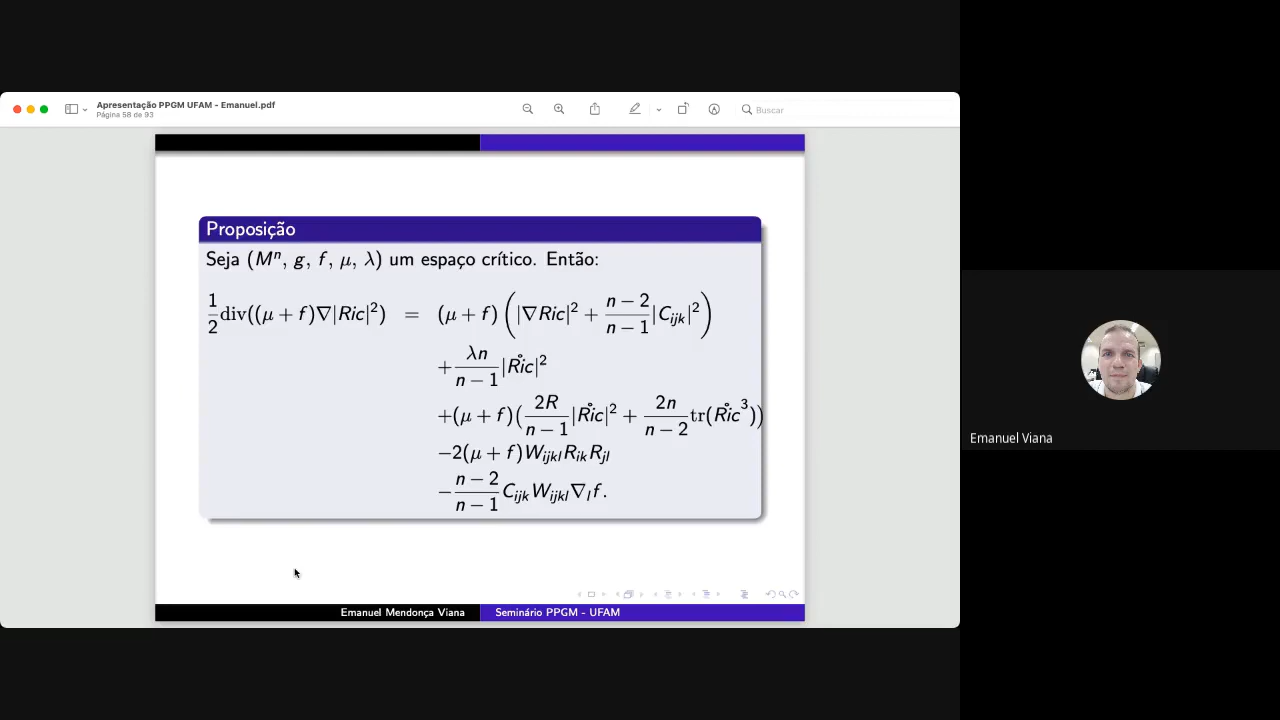 Apresentação PPGM UFAM - Emanuel.pdf
Página 58 de 93
Buscar
Proposição
Seja (Mⁿ, g, f, μ, λ) um espaço crítico. Então:
1/2 div((μ + f)∇|Ric|²) = (μ + f) (|∇Ric|² + (n − 2)/(n − 1) |C_ijk|²)
+ λn/(n − 1) |R̊ic|²
+(μ + f)( 2R/(n − 1) |R̊ic|² + 2n/(n − 2) tr(R̊ic³))
−2(μ + f)W_ijkl R_ik R_jl
− (n − 2)/(n − 1) C_ijk W_ijkl ∇_l f.
Emanuel Mendonça Viana
Seminário PPGM - UFAM
Emanuel Viana